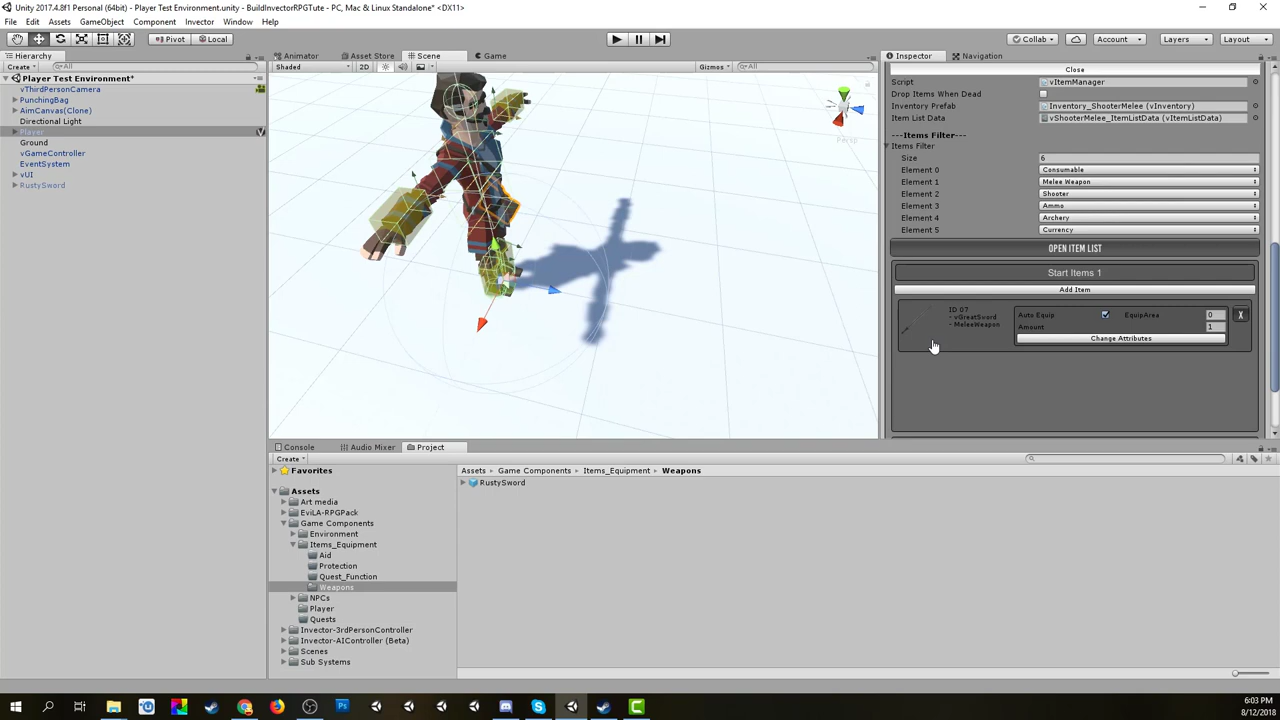 Unity 2017.4.8f1 Personal (64bit) - Player Test Environment.unity - BuildInvectorRPGTute - PC, Mac & Linux Standalone* <DX11>
File Edit Assets GameObject Component Invector Window Help
Pivot Local Collab Account Layers Layout
Hierarchy
Create All
Player Test Environment*
vThirdPersonCamera
PunchingBag
AimCanvas(Clone)
Directional Light
Player
Ground
vGameController
EventSystem
vUI
RustySword
Animator Asset Store Scene Game
Shaded 2D Gizmos All
Persp
Inspector Navigation
Close
Script vItemManager
Drop Items When Dead
Inventory Prefab Inventory_ShooterMelee (vInventory)
Item List Data vShooterMelee_ItemListData (vItemListData)
---Items Filter---
Items Filter
Size 6
Element 0 Consumable
Element 1 Melee Weapon
Element 2 Shooter
Element 3 Ammo
Element 4 Archery
Element 5 Currency
OPEN ITEM LIST
Start Items 1
Add Item
ID 07
- vGreatSword
- MeleeWeapon
Auto Equip EquipArea 0 X
Amount 1
Change Attributes
Console Audio Mixer Project
Create
Favorites
Assets
Art media
EviLA-RPGPack
Game Components
Environment
Items_Equipment
Aid
Protection
Quest_Function
Weapons
NPCs
Player
Quests
Invector-3rdPersonController
Invector-AIController (Beta)
Scenes
Sub Systems
Assets Game Components Items_Equipment Weapons
RustySword
6:03 PM
8/12/2018